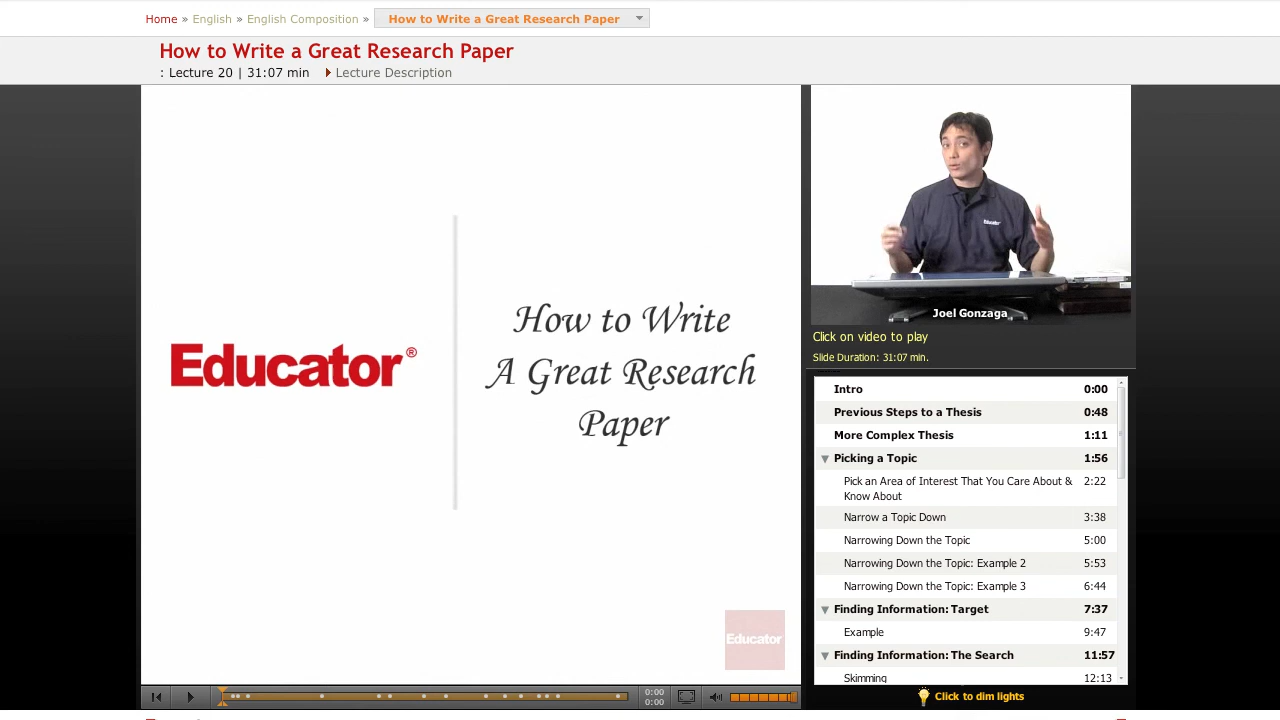 Home » English » English Composition » How to Write a Great Research Paper
How to Write a Great Research Paper
: Lecture 20 | 31:07 min Lecture Description
Educator®
How to Write
A Great Research
Paper
Educator
Educator
Joel Gonzaga
Click on video to play
Slide Duration: 31:07 min.
Intro 0:00
Previous Steps to a Thesis 0:48
More Complex Thesis 1:11
Picking a Topic 1:56
Pick an Area of Interest That You Care About & 2:22
Know About
Narrow a Topic Down 3:38
Narrowing Down the Topic 5:00
Narrowing Down the Topic: Example 2 5:53
Narrowing Down the Topic: Example 3 6:44
Finding Information: Target 7:37
Example 9:47
Finding Information: The Search 11:57
Skimming 12:13
0:00
0:00
Click to dim lights